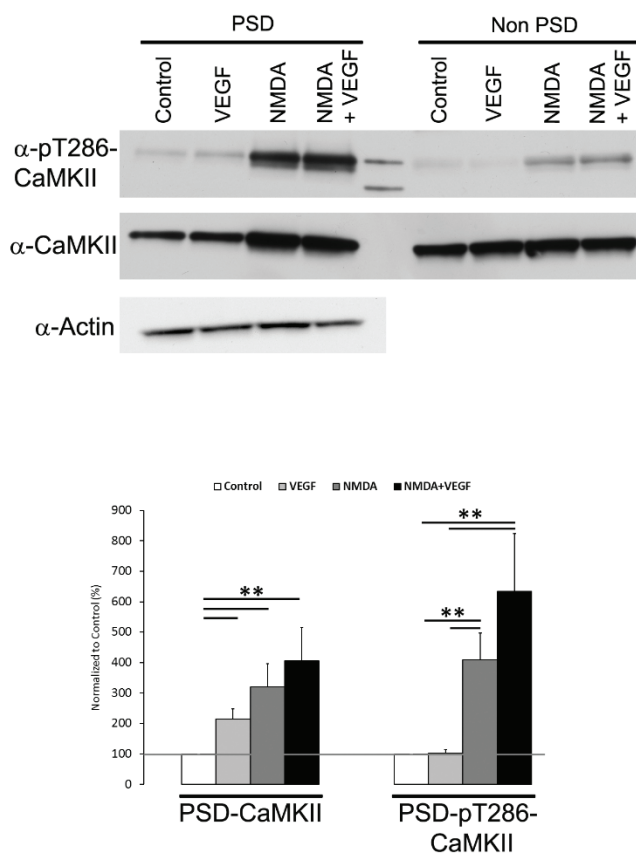 PSD
Non PSD
Control
VEGF
NMDA
NMDA
+ VEGF
Control
VEGF
NMDA
NMDA
+ VEGF
α-pT286-
CaMKII
α-CaMKII
α-Actin
Control VEGF NMDA NMDA+VEGF
Normalized to Control (%)
900
800
700
600
500
400
300
200
100
0
**
**
**
PSD-CaMKII
PSD-pT286-
CaMKII